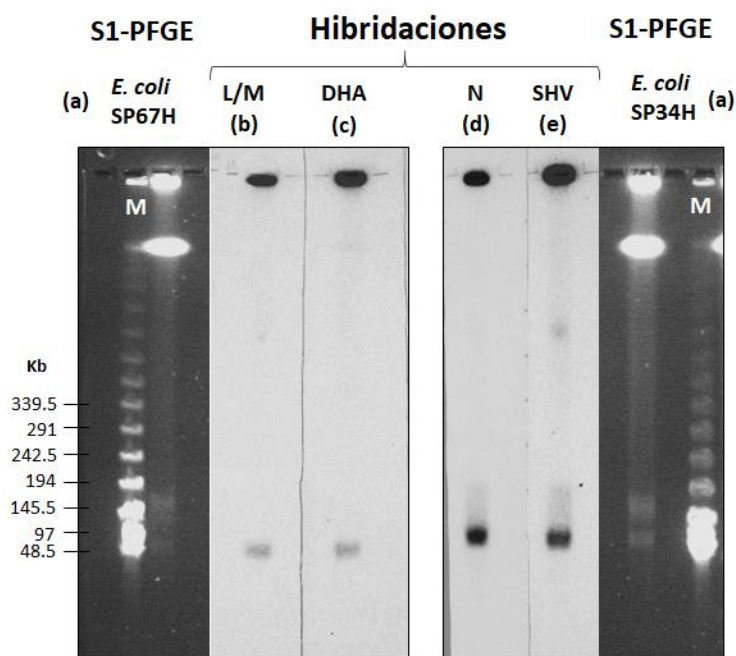 S1-PFGE Hibridaciones S1-PFGE
(a) E. coli SP67H
L/M (b)
DHA (c)
N (d)
SHV (e)
E. coli SP34H (a)
M
M
Kb
339.5
291
242.5
194
145.5
97
48.5